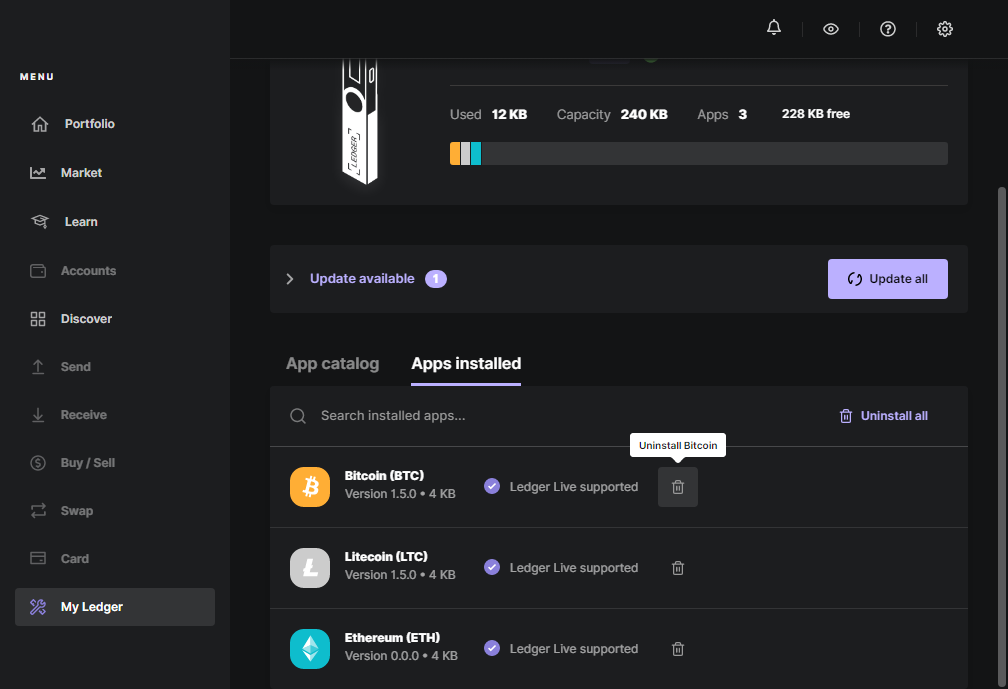 MENU
Portfolio
Market
Learn
Accounts
Discover
Send
Receive
Buy / Sell
Swap
Card
My Ledger
LEDGER
Used 12 KB Capacity 240 KB Apps 3 228 KB free
Update available 1
Update all
App catalog Apps installed
Search installed apps...
Uninstall all
Uninstall Bitcoin
Bitcoin (BTC)
Version 1.5.0 • 4 KB
Ledger Live supported
Litecoin (LTC)
Version 1.5.0 • 4 KB
Ledger Live supported
Ethereum (ETH)
Version 0.0.0 • 4 KB
Ledger Live supported